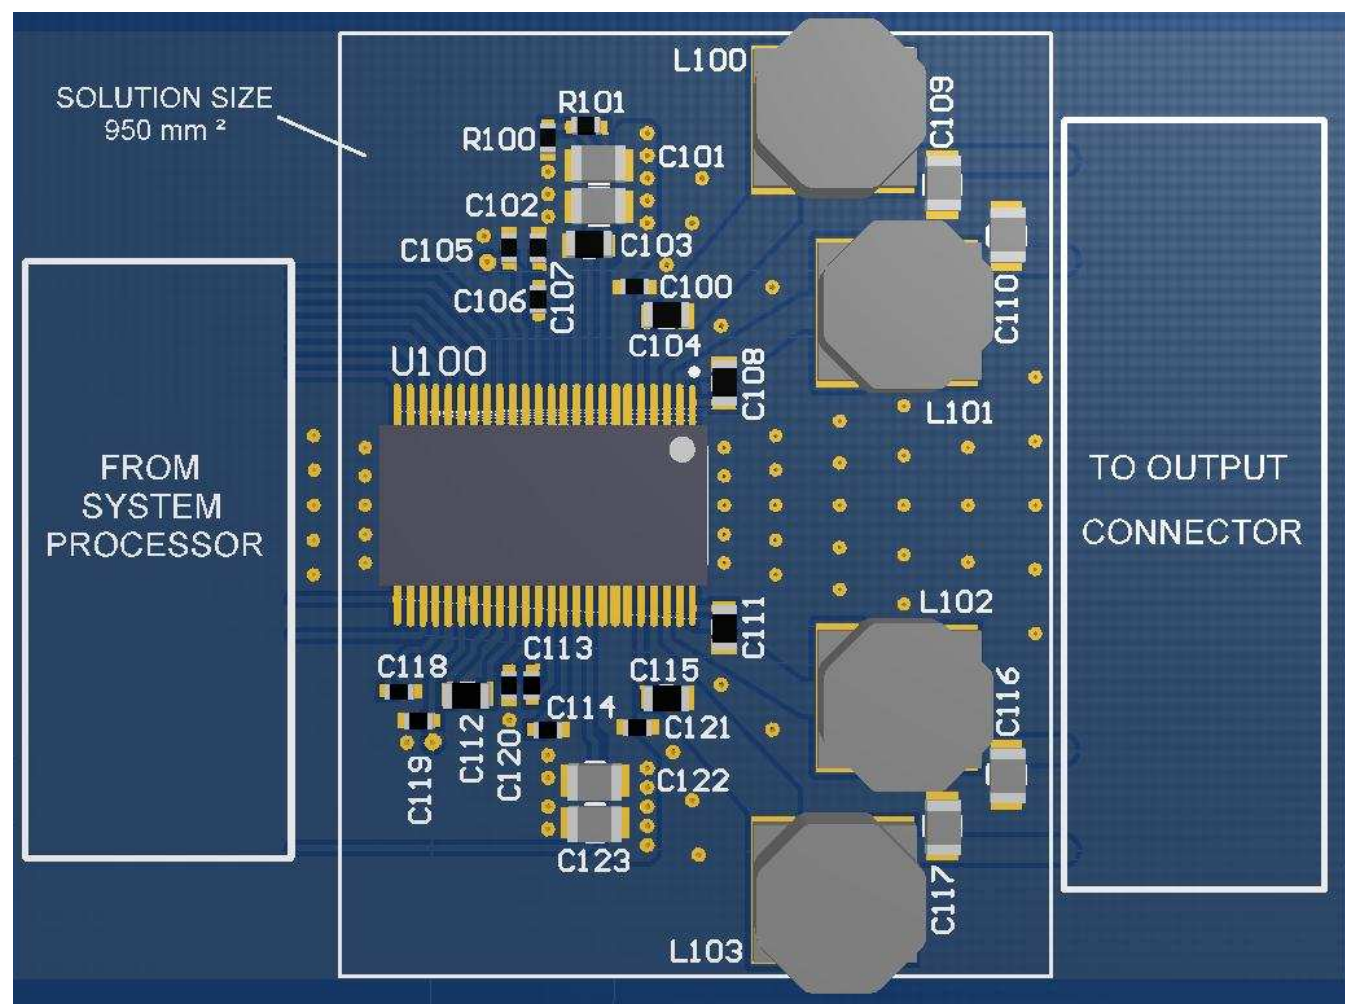 SOLUTION SIZE
950 mm ²
L100
C109
R101
R100
C101
C102
C105
C103
C106
C107
C100
C104
C110
U100
C108
L101
FROM
SYSTEM
PROCESSOR
TO OUTPUT
CONNECTOR
L102
C111
C113
C118
C115
C116
C114
C112
C120
C121
C119
C122
C123
C117
L103